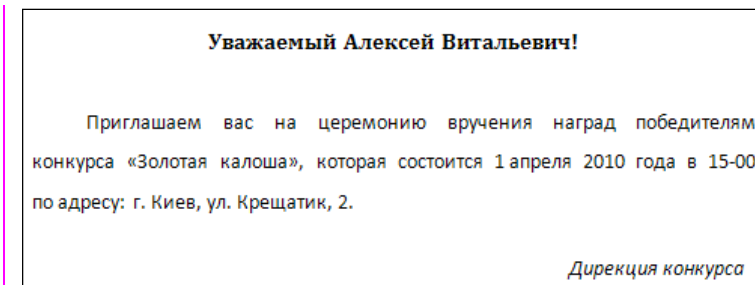 Уважаемый Алексей Витальевич!
Приглашаем вас на церемонию вручения наград победителям
конкурса «Золотая калоша», которая состоится 1 апреля 2010 года в 15-00
по адресу: г. Киев, ул. Крещатик, 2.
Дирекция конкурса